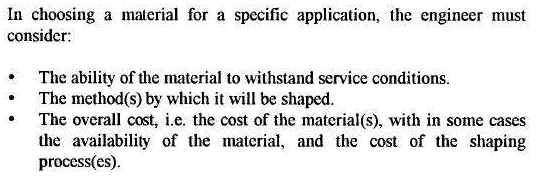 In choosing a material for a specific application, the engineer must
consider:
• The ability of the material to withstand service conditions.
• The method(s) by which it will be shaped.
• The overall cost, i.e. the cost of the material(s), with in some cases
the availability of the material, and the cost of the shaping
process(es).